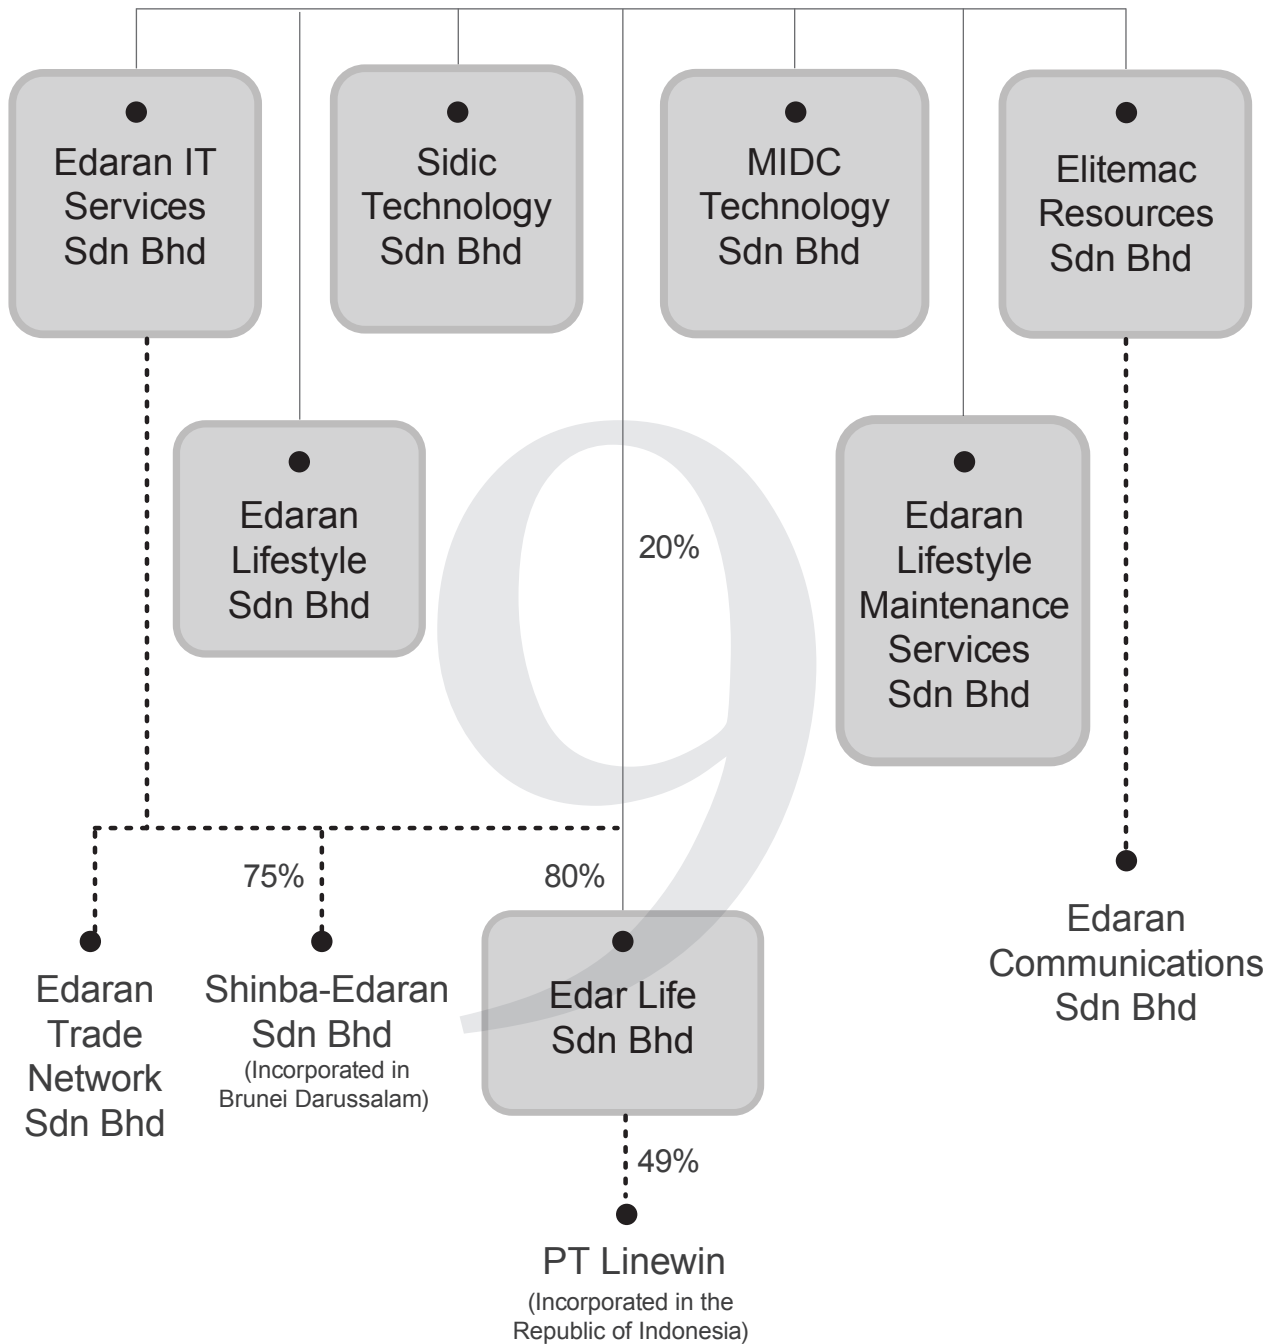 Edaran IT
Services
Sdn Bhd
Sidic
Technology
Sdn Bhd
MIDC
Technology
Sdn Bhd
Elitemac
Resources
Sdn Bhd
Edaran
Lifestyle
Sdn Bhd
20%
Edaran
Lifestyle
Maintenance
Services
Sdn Bhd
9
75%
80%
Edaran
Trade
Network
Sdn Bhd
Shinba-Edaran
Sdn Bhd
(Incorporated in
Brunei Darussalam)
Edar Life
Sdn Bhd
Edaran
Communications
Sdn Bhd
49%
PT Linewin
(Incorporated in the
Republic of Indonesia)